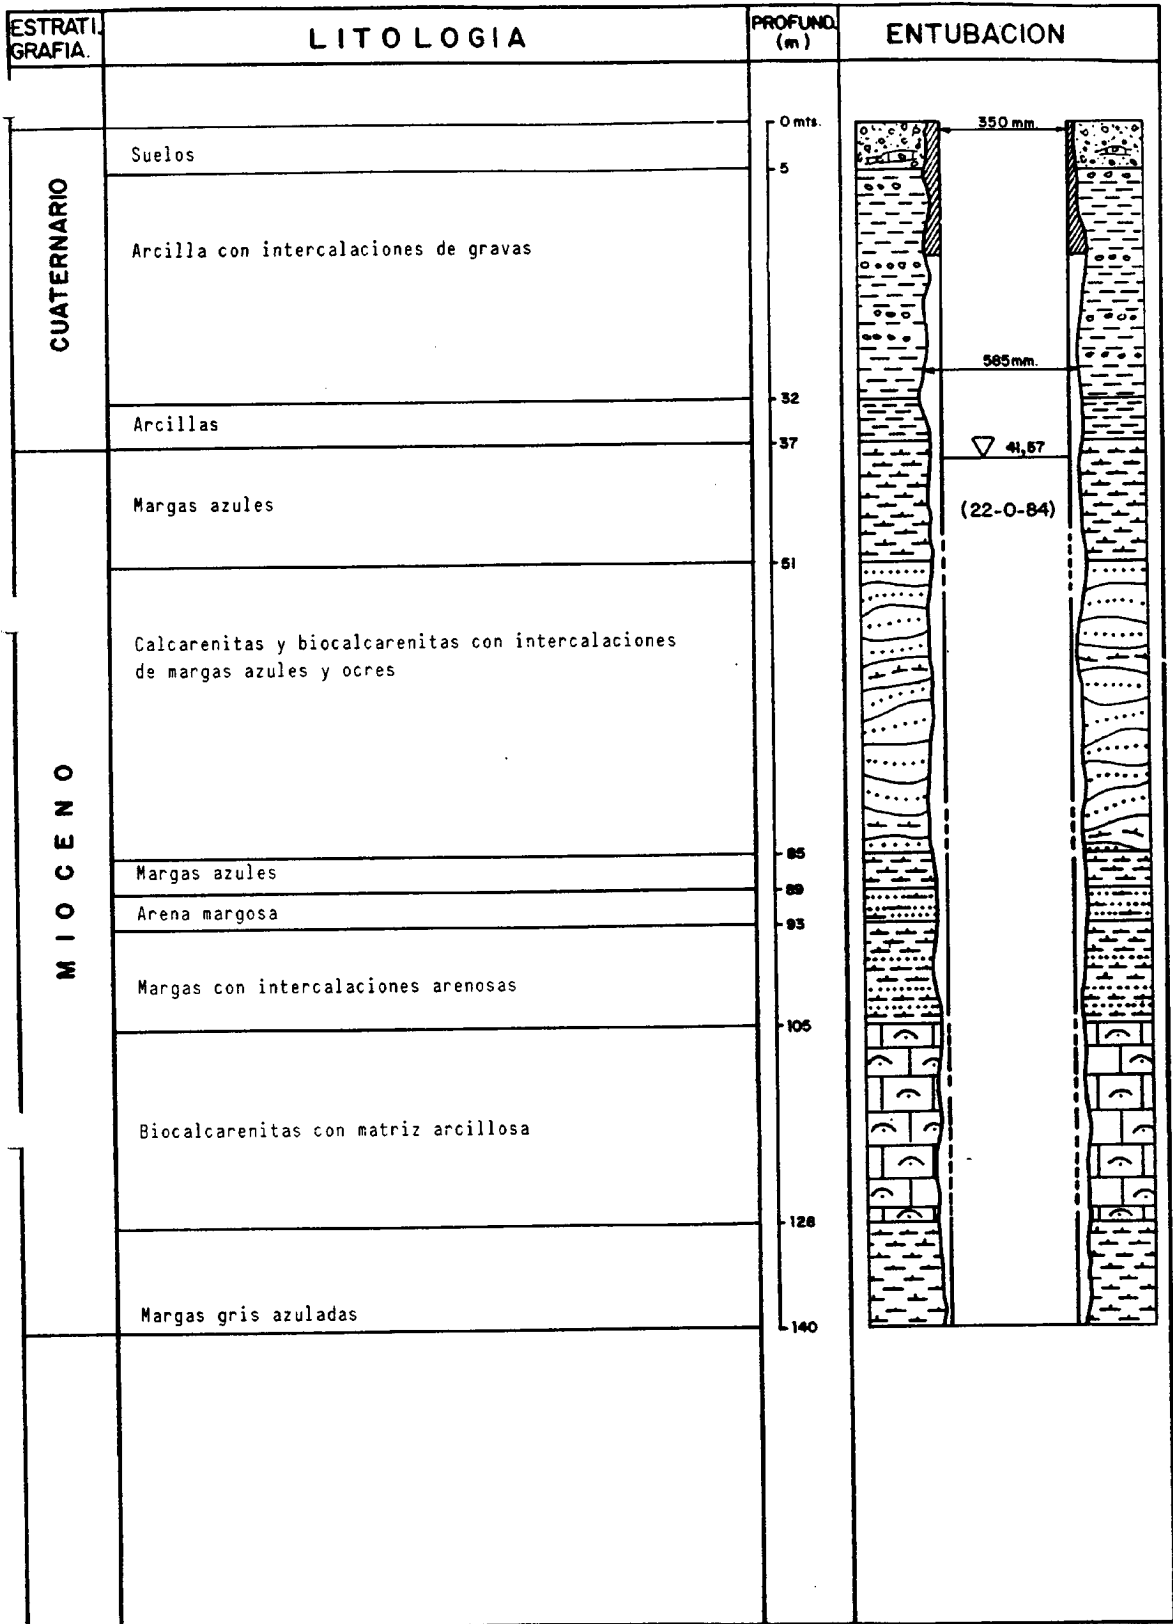 ESTRATI.
GRAFIA.
LITOLOGIA
PROFUND.
(m)
ENTUBACION
CUATERNARIO
MIOCENO
Suelos
Arcilla con intercalaciones de gravas
Arcillas
Margas azules
Calcarenitas y biocalcarenitas con intercalaciones
de margas azules y ocres
Margas azules
Arena margosa
Margas con intercalaciones arenosas
Biocalcarenitas con matriz arcillosa
Margas gris azuladas
0 mts.
5
32
37
51
85
89
93
105
128
140
350 mm.
585mm.
41,57
(22-0-84)